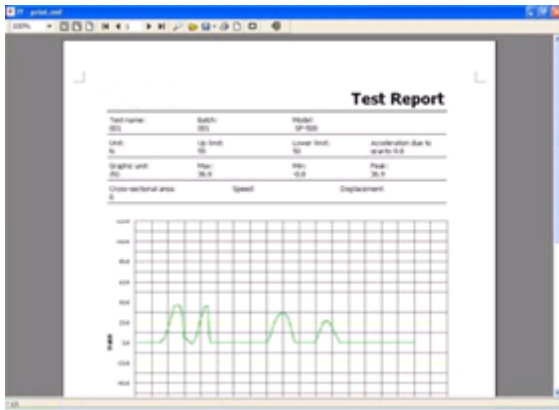 100%
Test Report
Test name: Batch: Model:
001 001 SP-500
Unit: Up limit: Lower limit: Acceleration due to
N 55 50 gravity 9.8
Graphic unit: Max: Min: Peak:
36.9 -0.8 36.9
Cross-sectional area: Speed: Displacement:
0